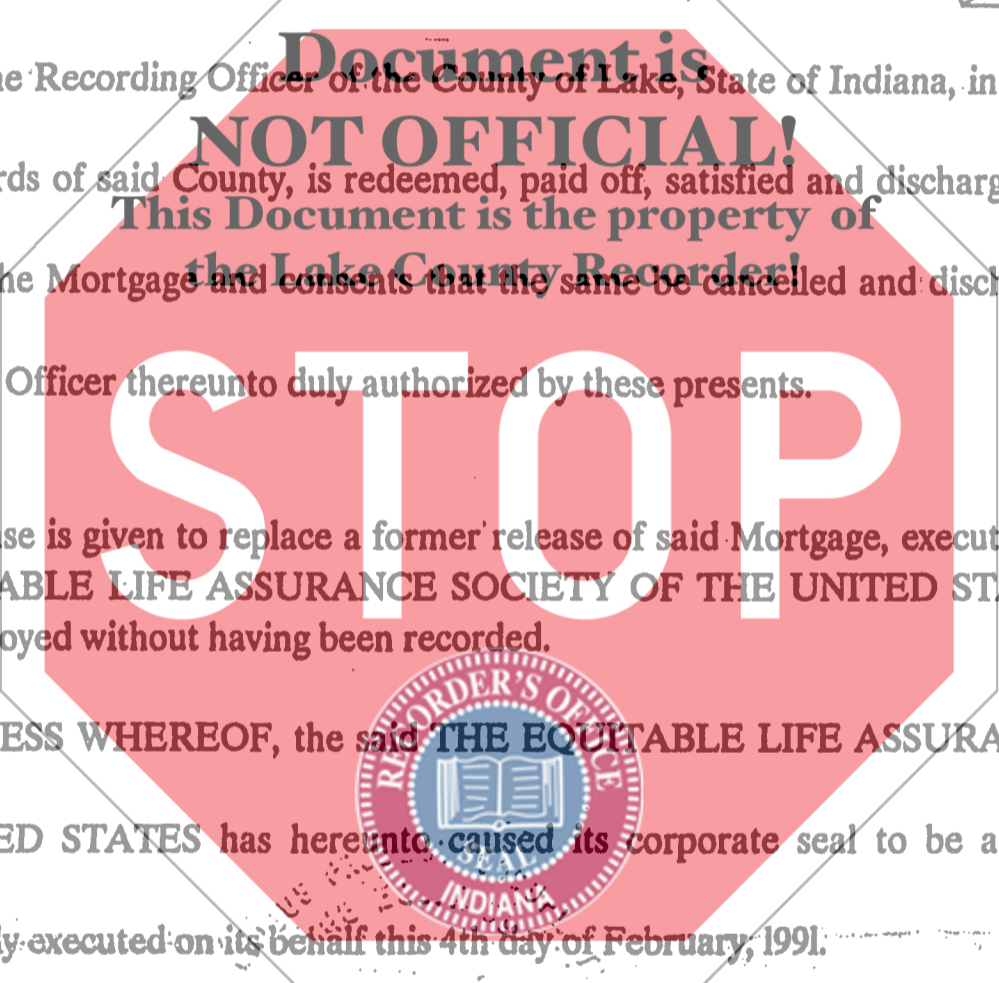 Document is
e Recording Officer of the County of Lake, State of Indiana, in
NOT OFFICIAL!
rds of said County, is redeemed, paid off, satisfied and discharg
This Document is the property of
the Lake County Recorder!
he Mortgage and consents that the same be cancelled and disch
Officer thereunto duly authorized by these presents.
STOP
se is given to replace a former release of said Mortgage, execut
ABLE LIFE ASSURANCE SOCIETY OF THE UNITED STA
oyed without having been recorded.
RECORDER'S OFFICE
ESS WHEREOF, the said THE EQUITABLE LIFE ASSURA
ED STATES has hereunto caused its corporate seal to be a
SEAL
INDIANA
y executed on its behalf this 4th day of February, 1991.